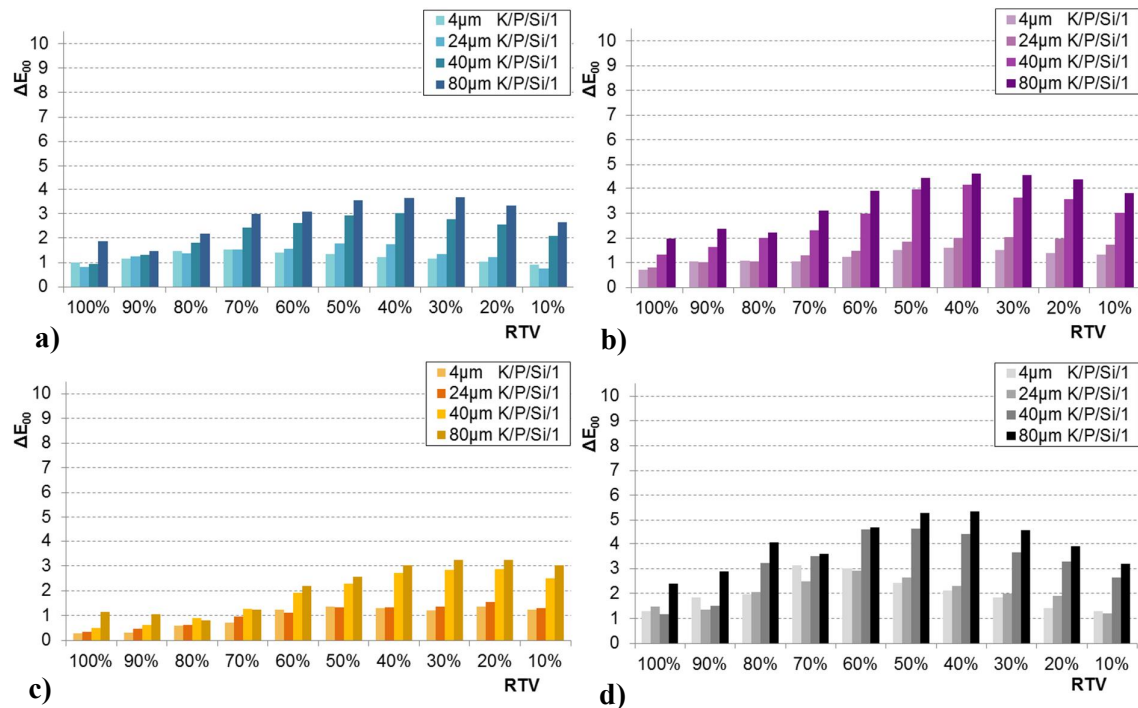 4μm K/P/Si/1
24μm K/P/Si/1
40μm K/P/Si/1
80μm K/P/Si/1
ΔE00
10
9
8
7
6
5
4
3
2
1
0
100% 90% 80% 70% 60% 50% 40% 30% 20% 10%
RTV
a)
4μm K/P/Si/1
24μm K/P/Si/1
40μm K/P/Si/1
80μm K/P/Si/1
ΔE00
10
9
8
7
6
5
4
3
2
1
0
100% 90% 80% 70% 60% 50% 40% 30% 20% 10%
RTV
b)
4μm K/P/Si/1
24μm K/P/Si/1
40μm K/P/Si/1
80μm K/P/Si/1
ΔE00
10
9
8
7
6
5
4
3
2
1
0
100% 90% 80% 70% 60% 50% 40% 30% 20% 10%
RTV
c)
4μm K/P/Si/1
24μm K/P/Si/1
40μm K/P/Si/1
80μm K/P/Si/1
ΔE00
10
9
8
7
6
5
4
3
2
1
0
100% 90% 80% 70% 60% 50% 40% 30% 20% 10%
RTV
d)